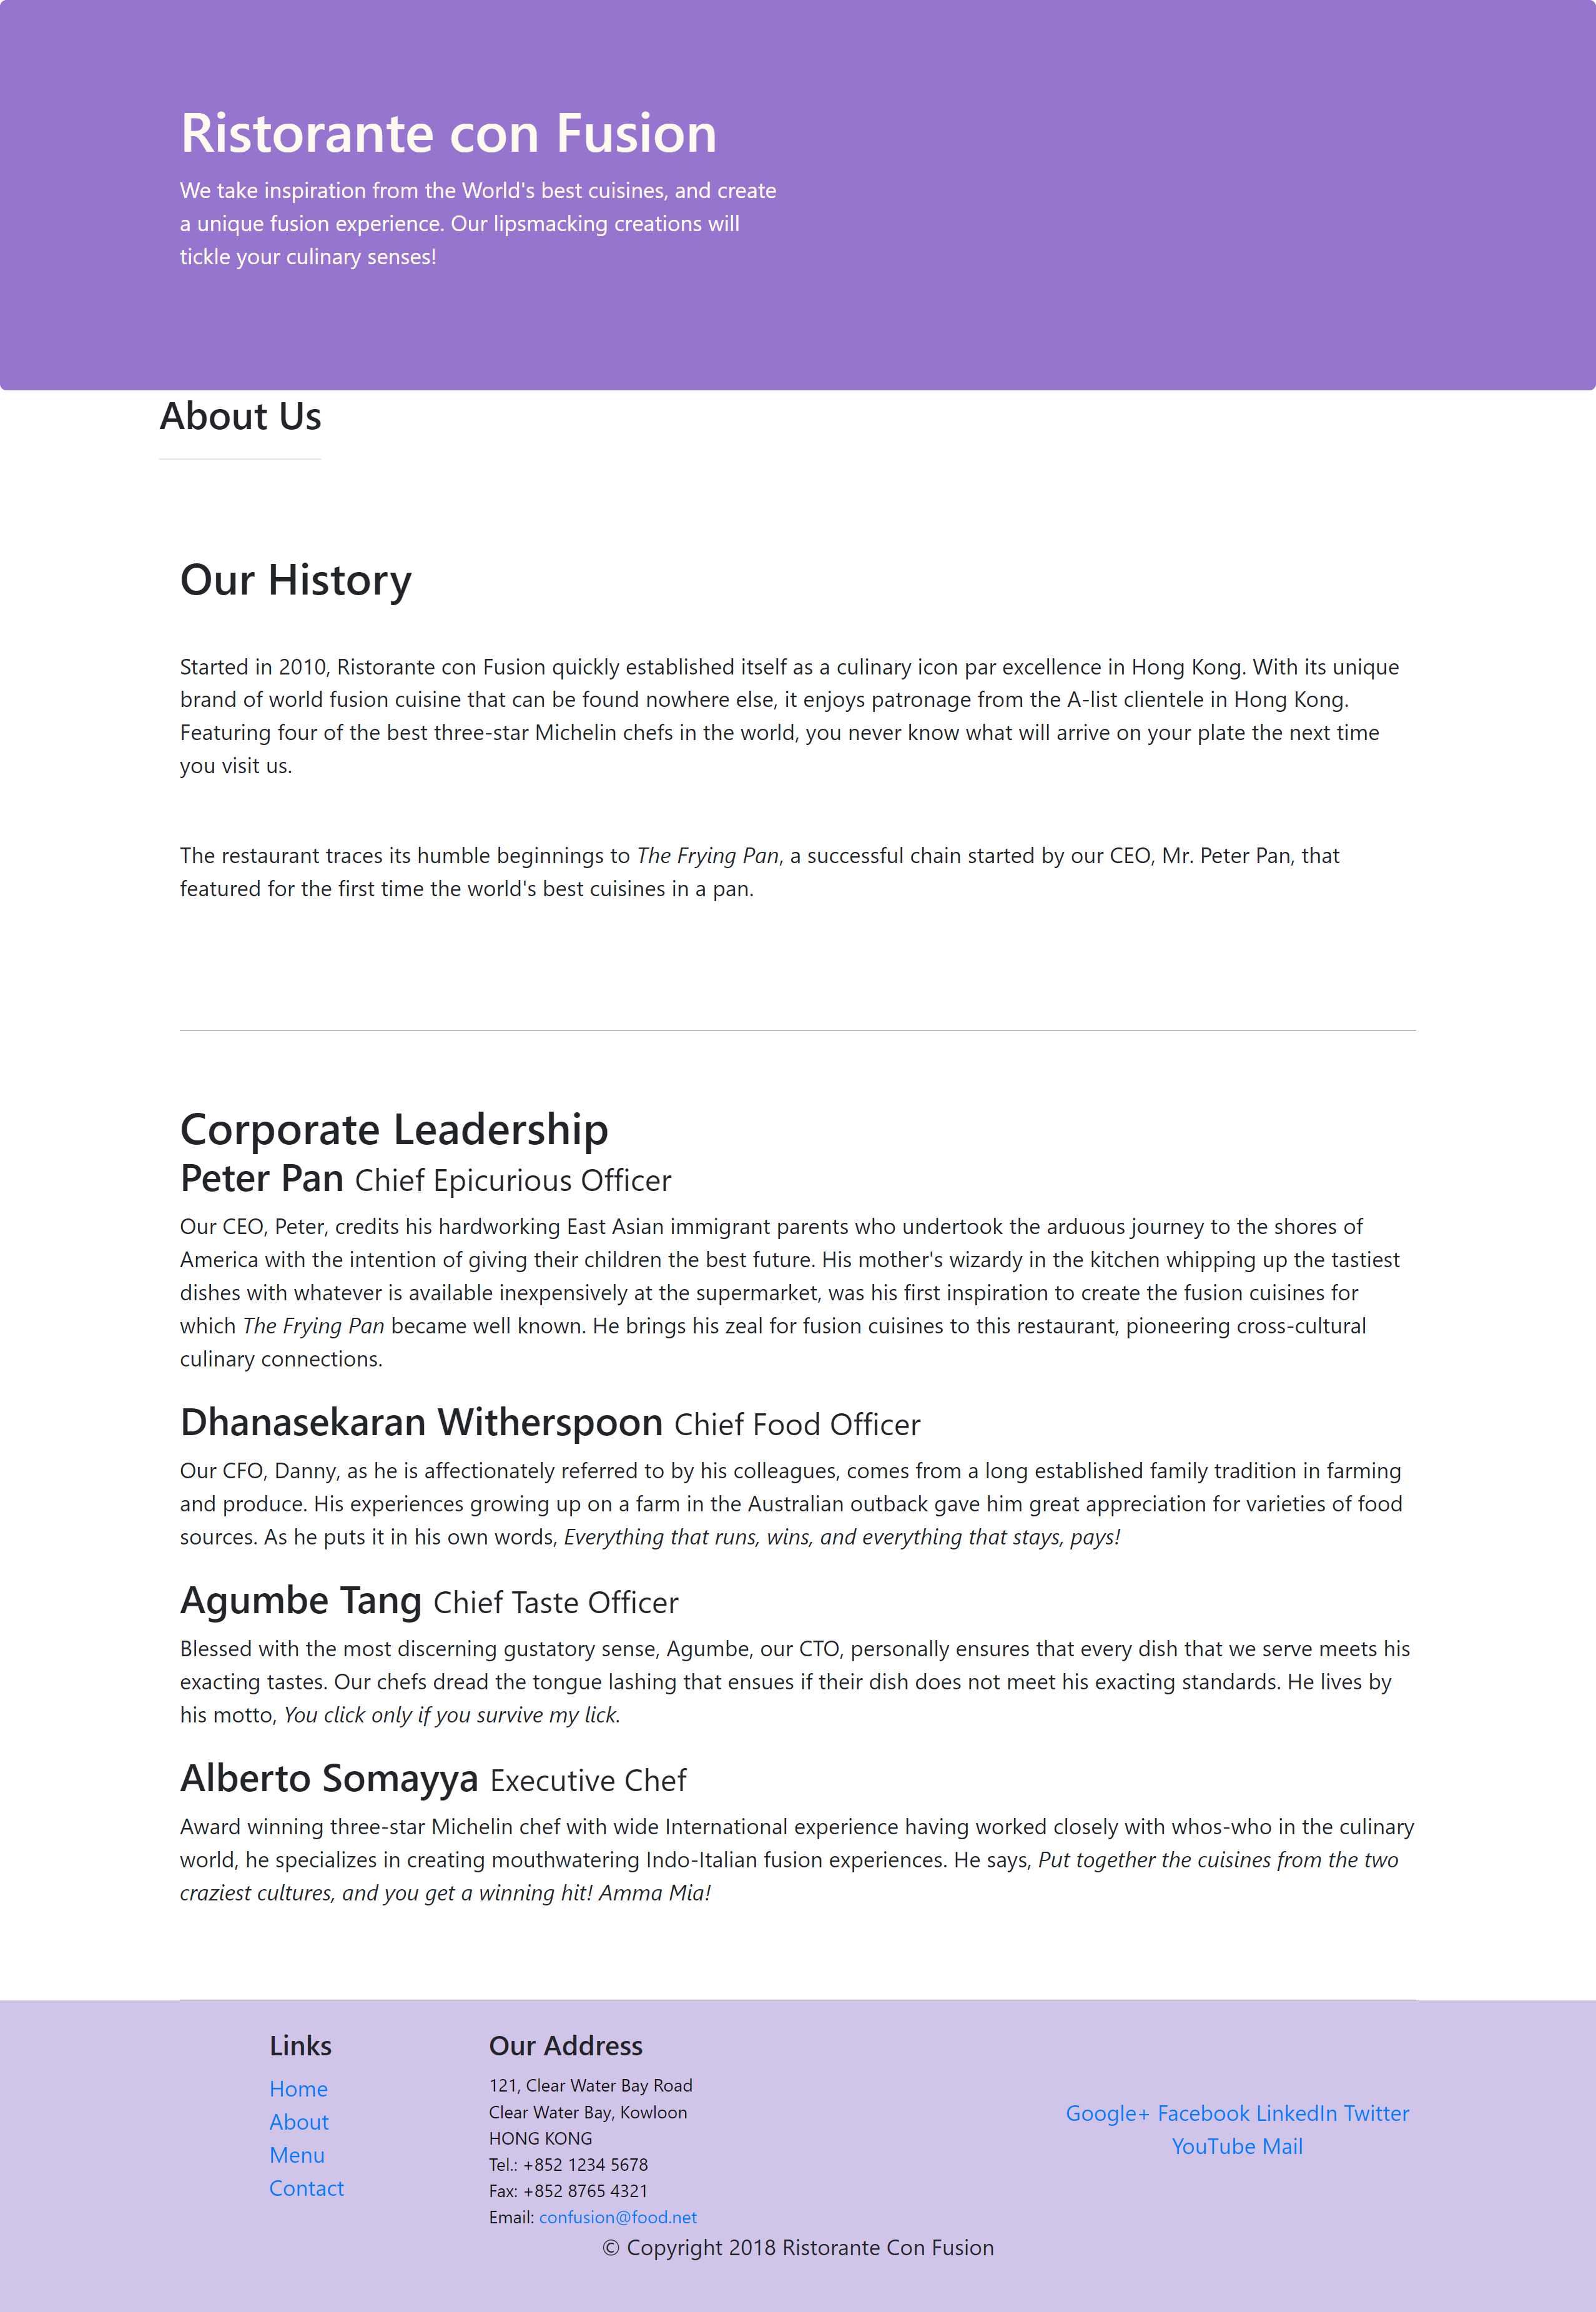 Ristorante con Fusion
We take inspiration from the World's best cuisines, and create
a unique fusion experience. Our lipsmacking creations will
tickle your culinary senses!
About Us
Our History
Started in 2010, Ristorante con Fusion quickly established itself as a culinary icon par excellence in Hong Kong. With its unique
brand of world fusion cuisine that can be found nowhere else, it enjoys patronage from the A-list clientele in Hong Kong.
Featuring four of the best three-star Michelin chefs in the world, you never know what will arrive on your plate the next time
you visit us.
The restaurant traces its humble beginnings to The Frying Pan, a successful chain started by our CEO, Mr. Peter Pan, that
featured for the first time the world's best cuisines in a pan.
Corporate Leadership
Peter Pan Chief Epicurious Officer
Our CEO, Peter, credits his hardworking East Asian immigrant parents who undertook the arduous journey to the shores of
America with the intention of giving their children the best future. His mother's wizardy in the kitchen whipping up the tastiest
dishes with whatever is available inexpensively at the supermarket, was his first inspiration to create the fusion cuisines for
which The Frying Pan became well known. He brings his zeal for fusion cuisines to this restaurant, pioneering cross-cultural
culinary connections.
Dhanasekaran Witherspoon Chief Food Officer
Our CFO, Danny, as he is affectionately referred to by his colleagues, comes from a long established family tradition in farming
and produce. His experiences growing up on a farm in the Australian outback gave him great appreciation for varieties of food
sources. As he puts it in his own words, Everything that runs, wins, and everything that stays, pays!
Agumbe Tang Chief Taste Officer
Blessed with the most discerning gustatory sense, Agumbe, our CTO, personally ensures that every dish that we serve meets his
exacting tastes. Our chefs dread the tongue lashing that ensues if their dish does not meet his exacting standards. He lives by
his motto, You click only if you survive my lick.
Alberto Somayya Executive Chef
Award winning three-star Michelin chef with wide International experience having worked closely with whos-who in the culinary
world, he specializes in creating mouthwatering Indo-Italian fusion experiences. He says, Put together the cuisines from the two
craziest cultures, and you get a winning hit! Amma Mia!
Links
Home
About
Menu
Contact
Our Address
121, Clear Water Bay Road
Clear Water Bay, Kowloon
HONG KONG
Tel.: +852 1234 5678
Fax: +852 8765 4321
Email: confusion@food.net
Google+ Facebook LinkedIn Twitter
YouTube Mail
© Copyright 2018 Ristorante Con Fusion